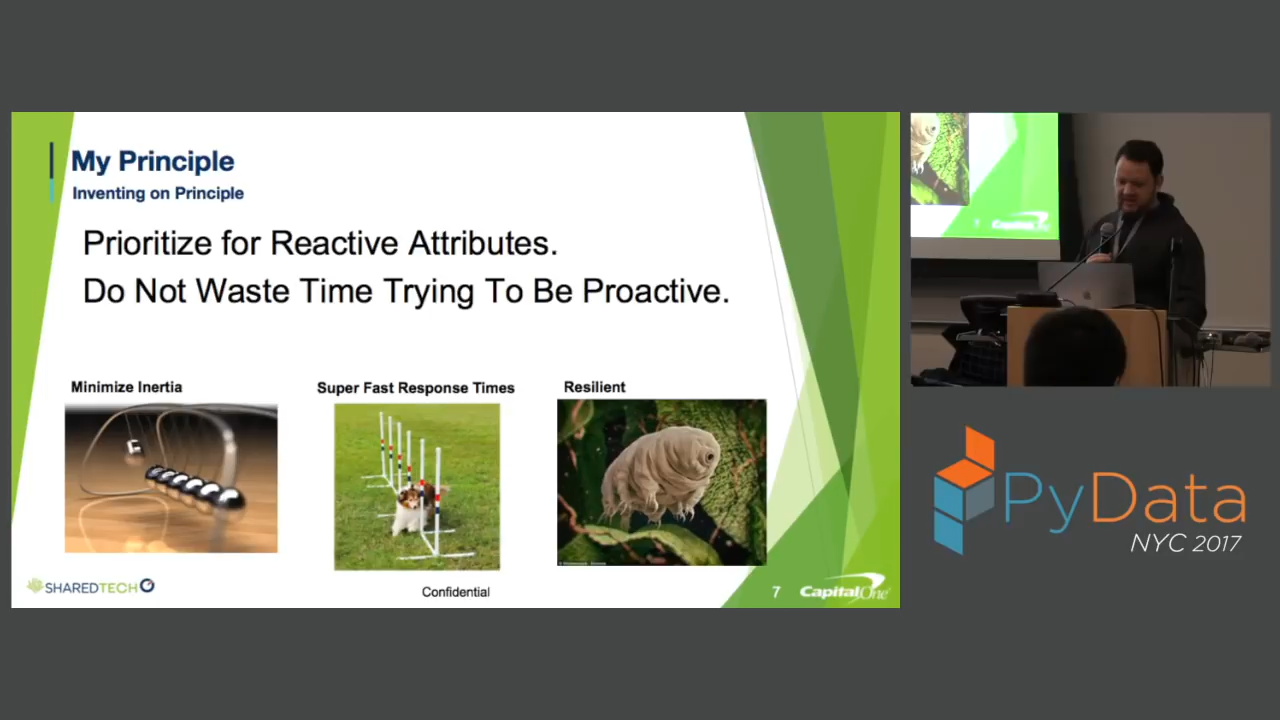 My Principle
Inventing on Principle
Prioritize for Reactive Attributes.
Do Not Waste Time Trying To Be Proactive.
Minimize Inertia
Super Fast Response Times
Resilient
SHAREDTECH
Confidential
7
CapitalOne
PyData
NYC 2017